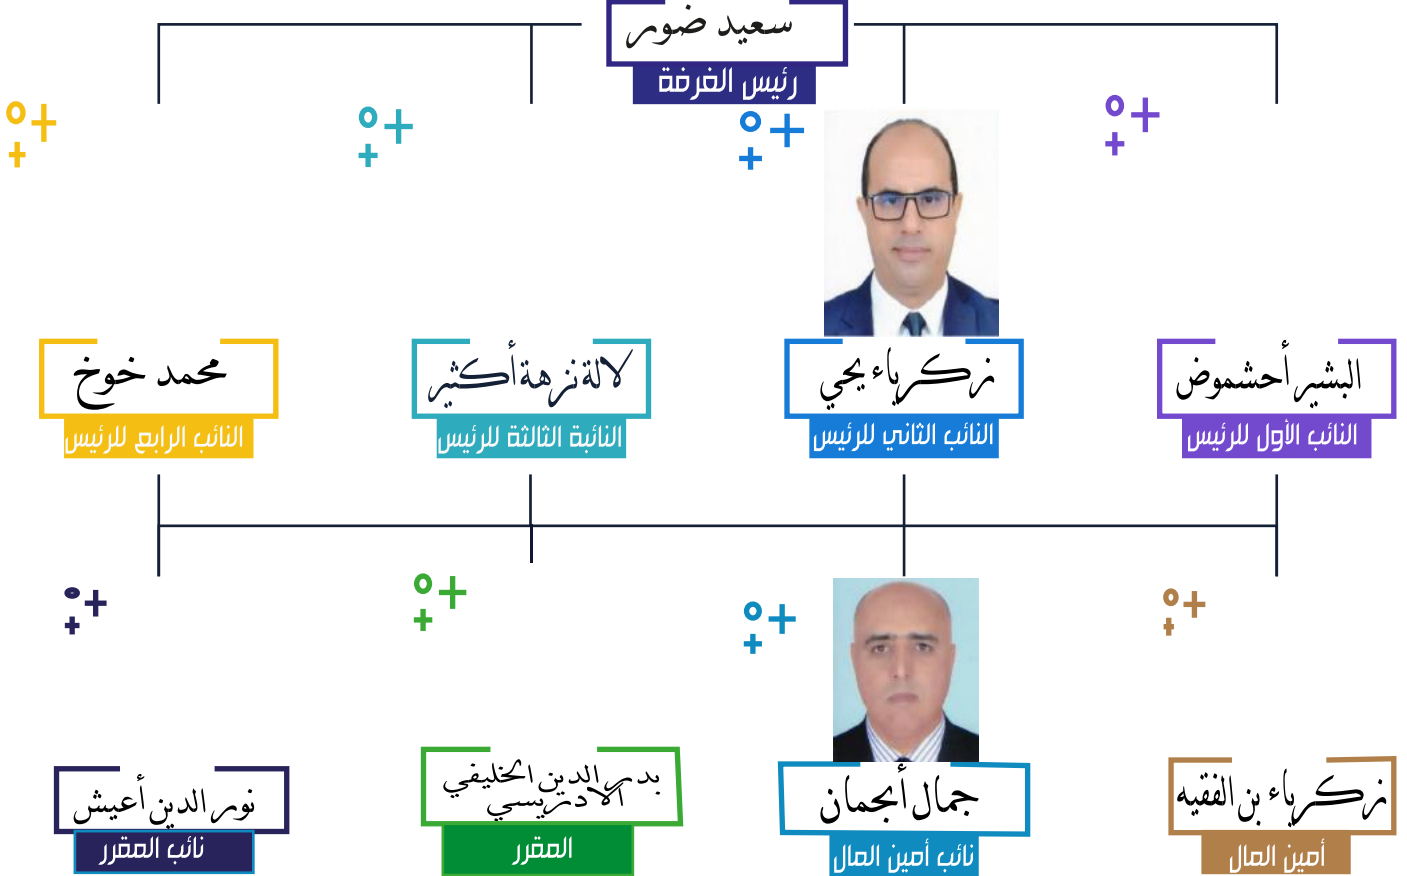 سعيد ضور
رئيس الغرفة
البشير أحشموض
النائب الأول للرئيس
زكرياء يحي
النائب الثاني للرئيس
لالة نزهة أكثير
النائبة الثالثة للرئيس
محمد خوخ
النائب الرابع للرئيس
زكرياء بن الفقيه
أمين المال
جمال أبجمان
نائب أمين المال
بدر الدين الخليفي
الادريسي
المقرر
نور الدين أعيش
نائب المقرر